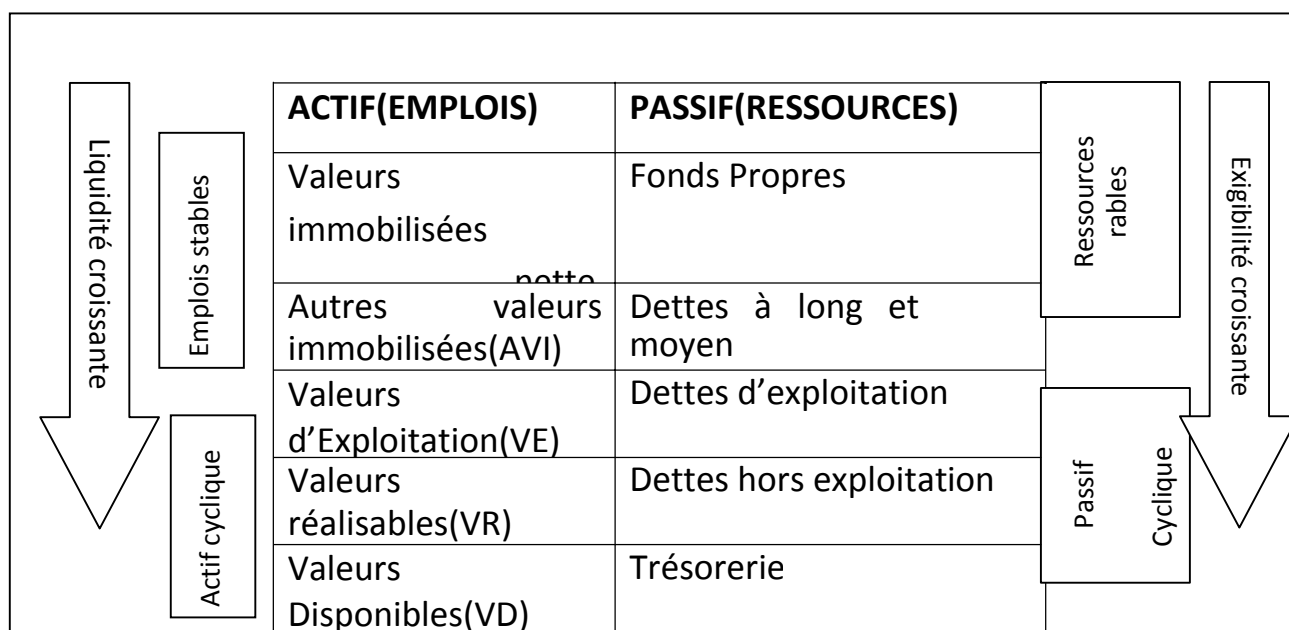 Liquidité croissante
Emplois stables
Actif cyclique
ACTIF(EMPLOIS) PASSIF(RESSOURCES)
Valeurs Fonds Propres
immobilisées
nette
Autres valeurs Dettes à long et
immobilisées(AVI) moyen
Valeurs Dettes d’exploitation
d’Exploitation(VE)
Valeurs Dettes hors exploitation
réalisables(VR)
Valeurs Trésorerie
Disponibles(VD)
Ressources
rables
Passif
Cyclique
Exigibilité croissante